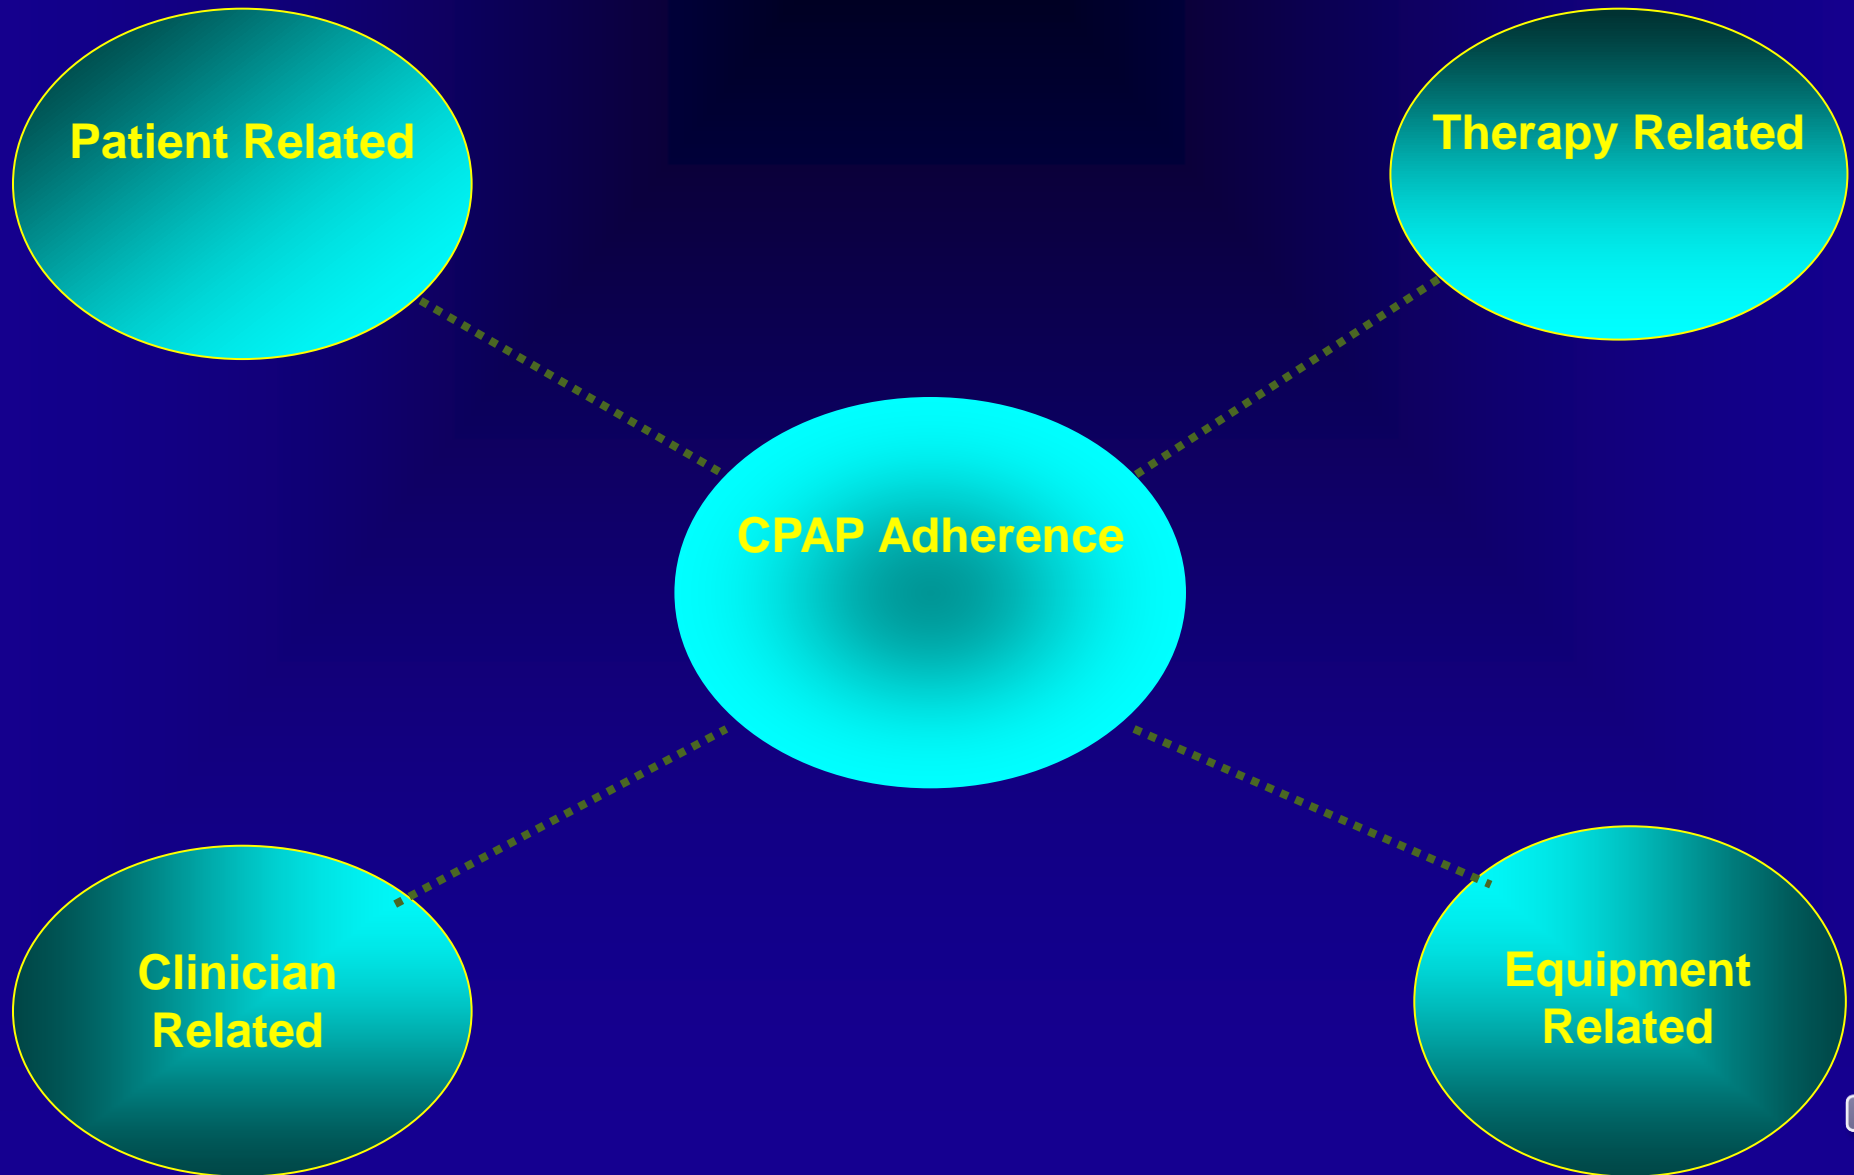 Patient Related
Therapy Related
CPAP Adherence
Clinician
Related
Equipment
Related